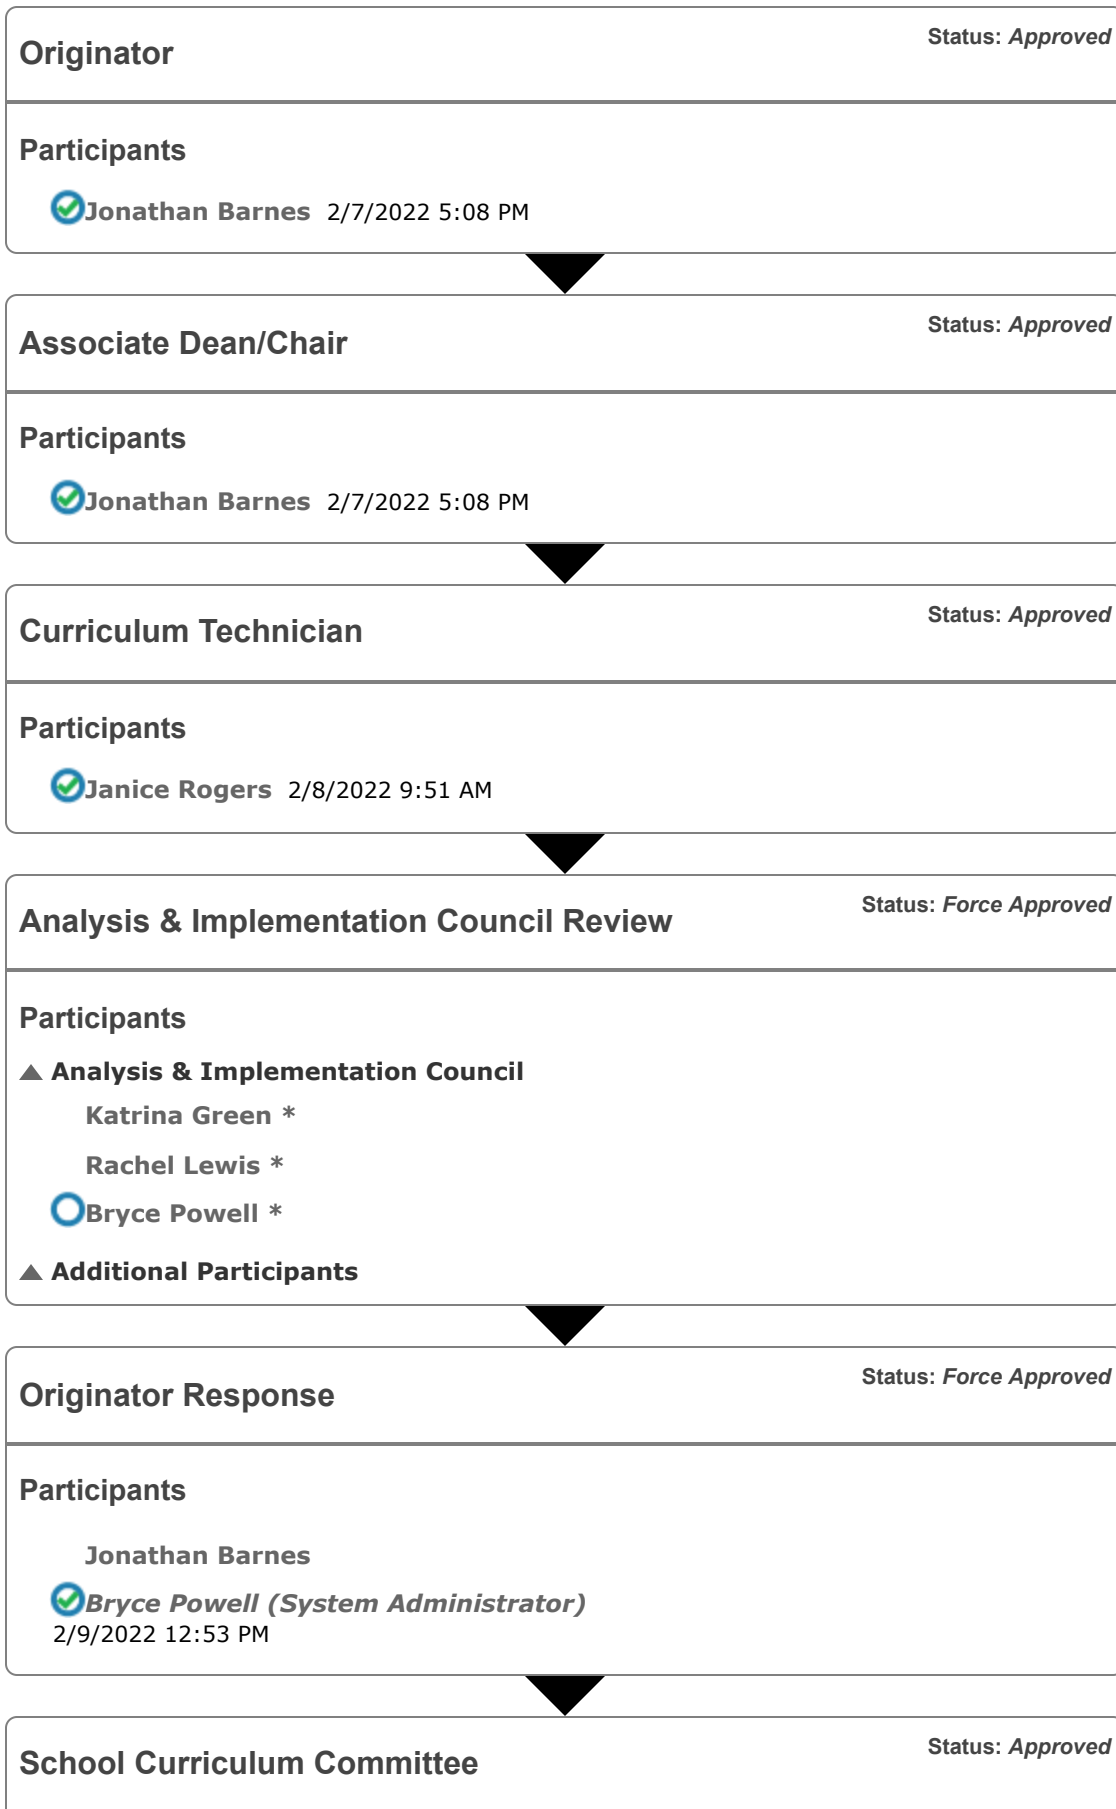 Originator
Status: Approved
Participants
Jonathan Barnes 2/7/2022 5:08 PM
Associate Dean/Chair
Status: Approved
Participants
Jonathan Barnes 2/7/2022 5:08 PM
Curriculum Technician
Status: Approved
Participants
Janice Rogers 2/8/2022 9:51 AM
Analysis & Implementation Council Review
Status: Force Approved
Participants
Analysis & Implementation Council
Katrina Green *
Rachel Lewis *
Bryce Powell *
Additional Participants
Originator Response
Status: Force Approved
Participants
Jonathan Barnes
Bryce Powell (System Administrator)
2/9/2022 12:53 PM
School Curriculum Committee
Status: Approved